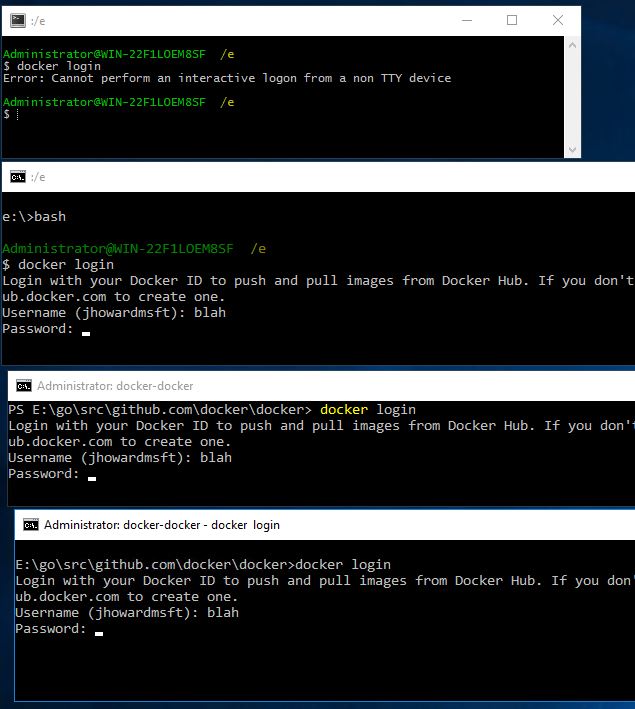 :/e
Administrator@WIN-22F1LOEM8SF /e
$ docker login
Error: Cannot perform an interactive logon from a non TTY device
Administrator@WIN-22F1LOEM8SF /e
$
:/e
e:\>bash
Administrator@WIN-22F1LOEM8SF /e
$ docker login
Login with your Docker ID to push and pull images from Docker Hub. If you don't
ub.docker.com to create one.
Username (jhowardmsft): blah
Password:
Administrator: docker-docker
PS E:\go\src\github.com\docker\docker> docker login
Login with your Docker ID to push and pull images from Docker Hub. If you don't
ub.docker.com to create one.
Username (jhowardmsft): blah
Password:
Administrator: docker-docker - docker login
E:\go\src\github.com\docker\docker>docker login
Login with your Docker ID to push and pull images from Docker Hub. If you don'
ub.docker.com to create one.
Username (jhowardmsft): blah
Password: